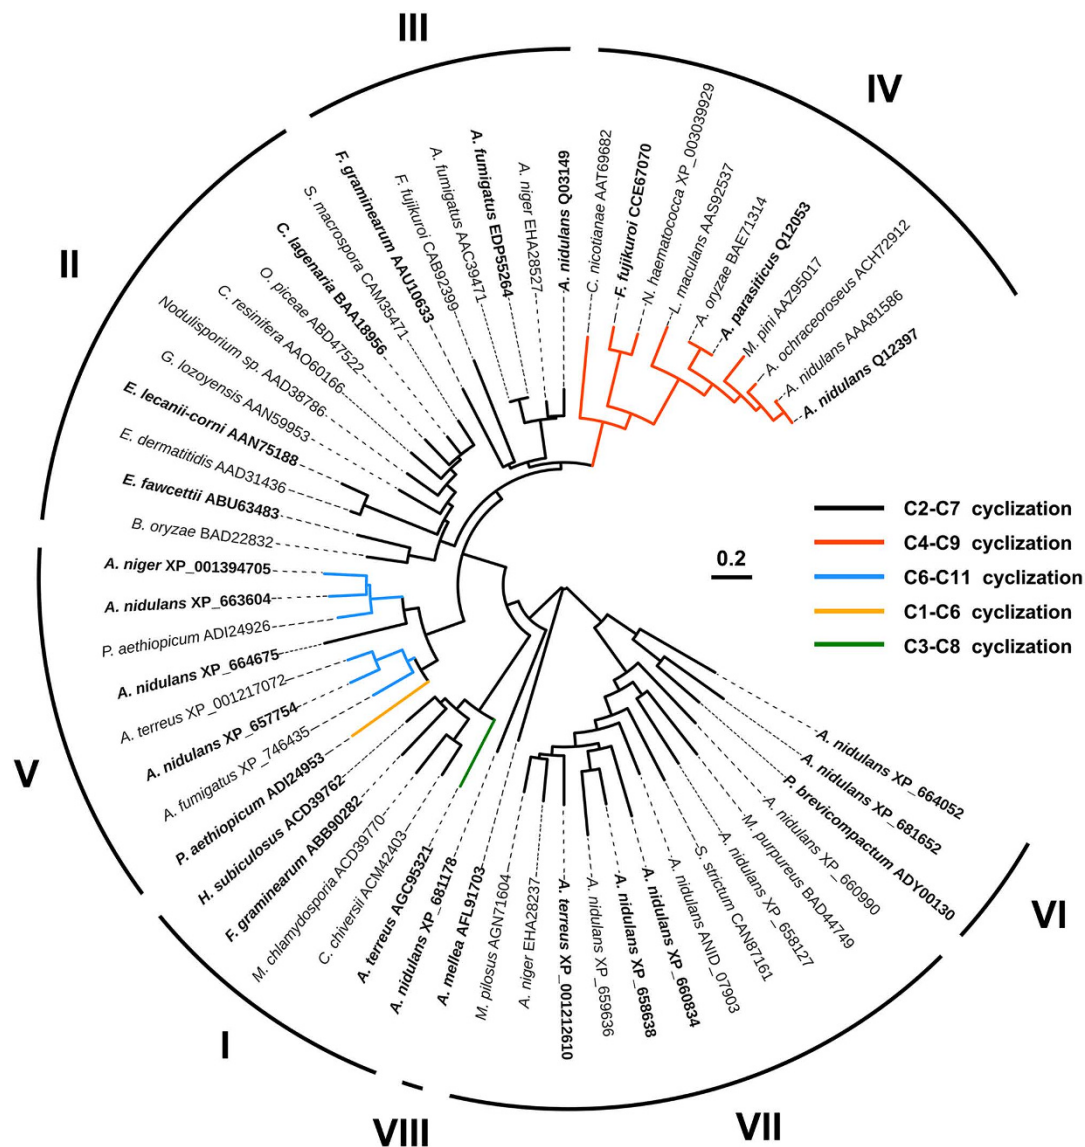 III
IV
II
V
I
VIII
VII
VI
C. nicotianae AAT69682
F. fujikuroi CCE67070
N. haematococca XP_003039929
L. maculans AAS92537
A. oryzae BAE71314
A. parasiticus Q12053
M. pini AAZ95017
A. ochraceoroseus ACH72912
A. nidulans AAA81586
A. nidulans Q12397
A. nidulans Q03149
A. niger EHA28527
A. fumigatus EDP55264
A. fumigatus AAC39471
F. fujikuroi CAB92399
F. graminearum AAU10633
S. macrospora CAM35471
C. lagenaria BAA18956
O. piceae ABD47522
C. resinifera AAO60166
Nodulisporium sp. AAD38786
G. lozoyensis AAN59953
E. lecanii-corni AAN75188
E. dermatitidis AAD31436
E. fawcettii ABU63483
B. oryzae BAD22832
A. niger XP_001394705
A. nidulans XP_663604
P. aethiopicum ADI24926
A. nidulans XP_664675
A. terreus XP_001217072
A. nidulans XP_657754
A. fumigatus XP_746435
P. aethiopicum ADI24953
H. subiculosus ACD39762
F. graminearum ABB90282
M. chlamydosporia ACD39770
C. chiversii ACM42403
A. terreus AGC95321
A. nidulans XP_681178
A. mellea AFL91703
M. pilosus AGN71604
A. niger EHA28237
A. terreus XP_001212610
A. nidulans XP_659636
A. nidulans XP_658638
A. nidulans XP_660834
A. nidulans ANID_07903
S. strictum CAN87161
A. nidulans XP_658127
M. purpureus BAD44749
A. nidulans XP_660990
P. brevicompactum ADY00130
A. nidulans XP_681652
A. nidulans XP_664052
0.2
C2-C7 cyclization
C4-C9 cyclization
C6-C11 cyclization
C1-C6 cyclization
C3-C8 cyclization